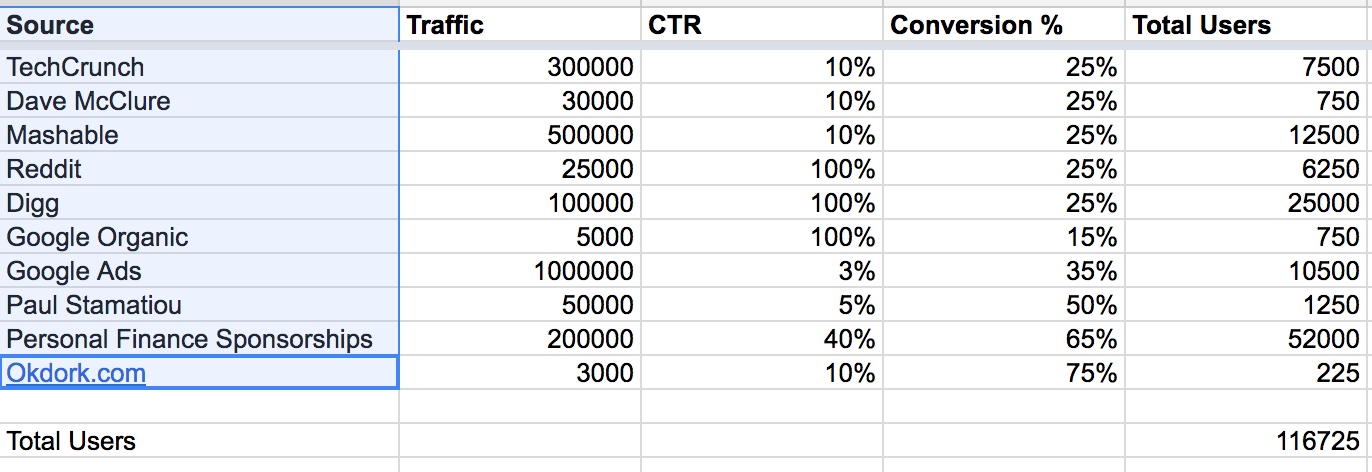 Source Traffic CTR Conversion % Total Users
TechCrunch 300000 10% 25% 7500
Dave McClure 30000 10% 25% 750
Mashable 500000 10% 25% 12500
Reddit 25000 100% 25% 6250
Digg 100000 100% 25% 25000
Google Organic 5000 100% 15% 750
Google Ads 1000000 3% 35% 10500
Paul Stamatiou 50000 5% 50% 1250
Personal Finance Sponsorships 200000 40% 65% 52000
Okdork.com 3000 10% 75% 225
Total Users 116725